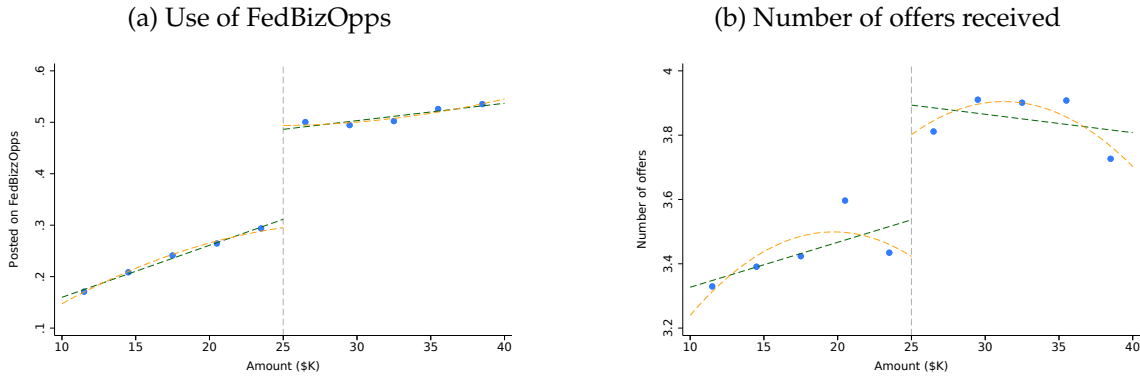 (a) Use of FedBizOpps
.6
.5
.4
.3
.2
.1
Posted on FedBizzOpps
10 15 20 25 30 35 40
Amount ($K)
(b) Number of offers received
4
3.8
3.6
3.4
3.2
Number of offers
10 15 20 25 30 35 40
Amount ($K)